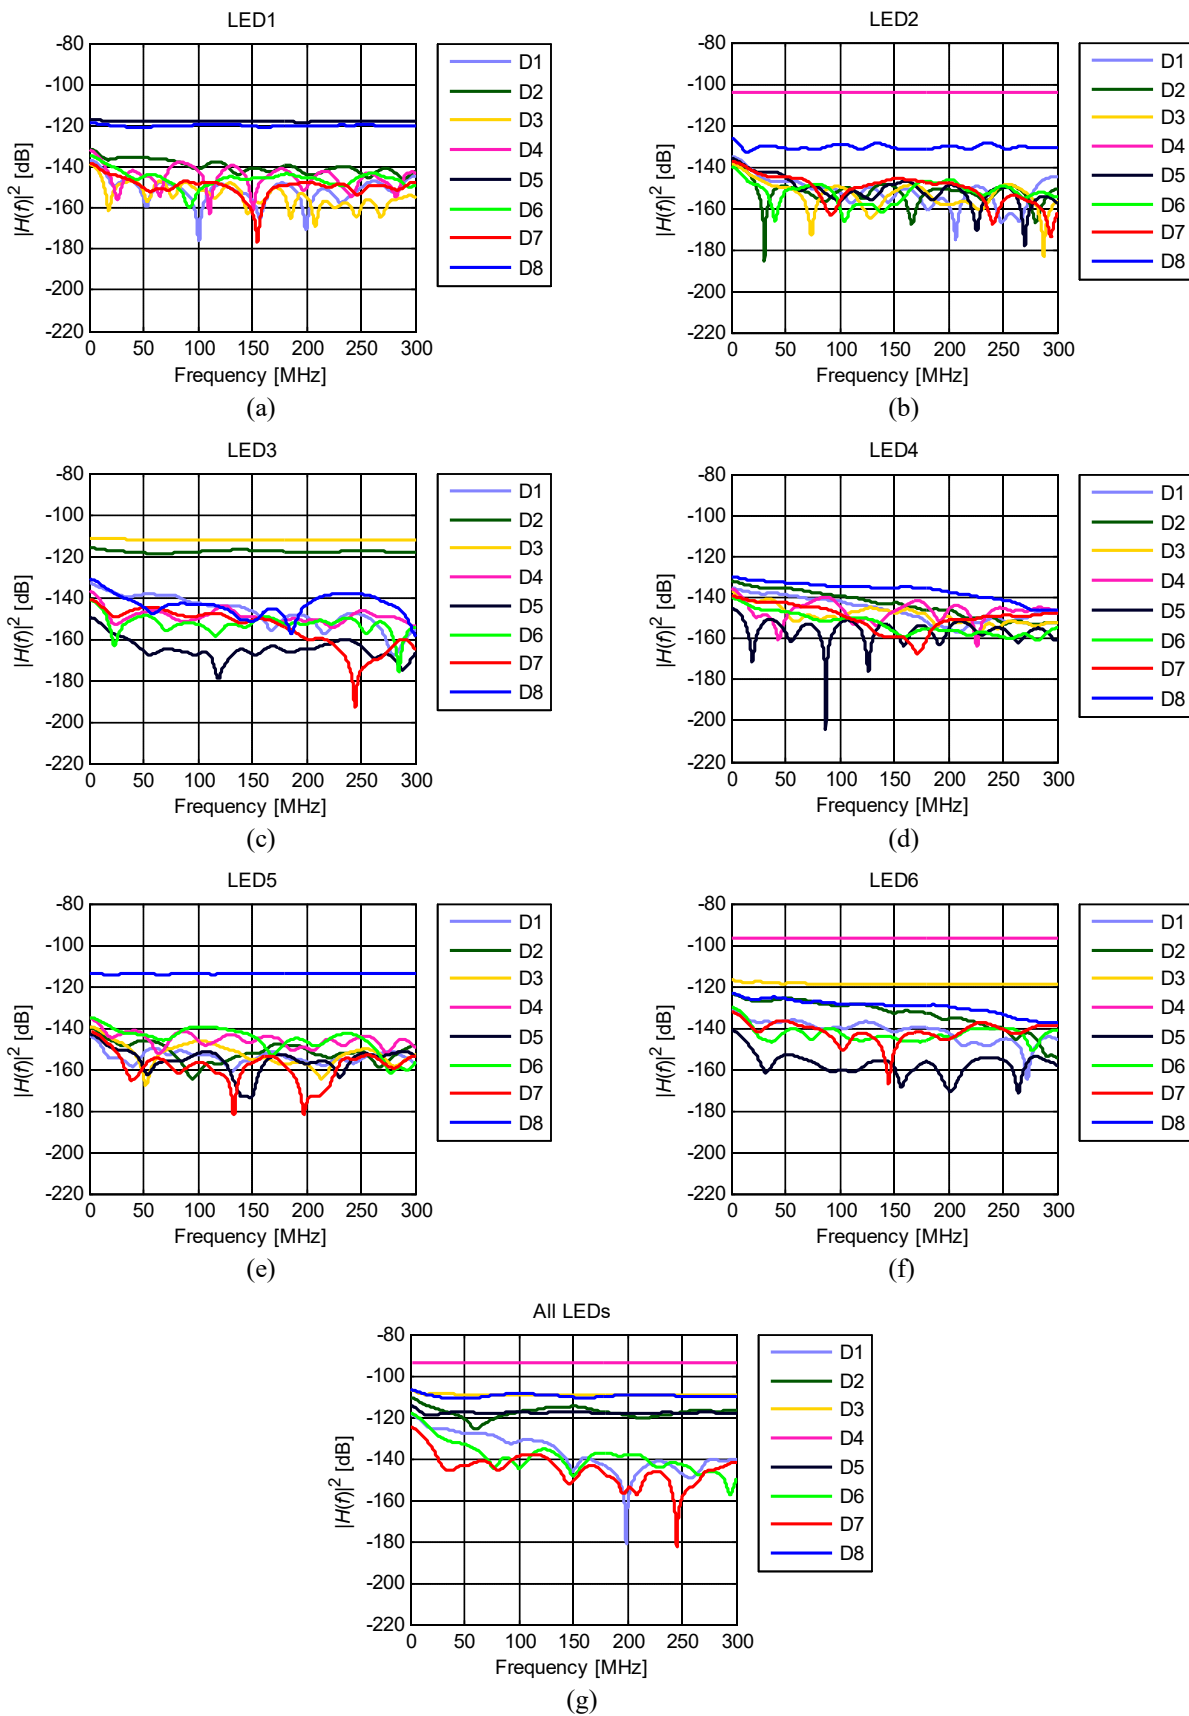 LED1
-80
-100
-120
-140
-160
-180
-200
-220
|H(f)|² [dB]
0 50 100 150 200 250 300
Frequency [MHz]
D1
D2
D3
D4
D5
D6
D7
D8
(a)
LED2
-80
-100
-120
-140
-160
-180
-200
-220
|H(f)|² [dB]
0 50 100 150 200 250 300
Frequency [MHz]
D1
D2
D3
D4
D5
D6
D7
D8
(b)
LED3
-80
-100
-120
-140
-160
-180
-200
-220
|H(f)|² [dB]
0 50 100 150 200 250 300
Frequency [MHz]
D1
D2
D3
D4
D5
D6
D7
D8
(c)
LED4
-80
-100
-120
-140
-160
-180
-200
-220
|H(f)|² [dB]
0 50 100 150 200 250 300
Frequency [MHz]
D1
D2
D3
D4
D5
D6
D7
D8
(d)
LED5
-80
-100
-120
-140
-160
-180
-200
-220
|H(f)|² [dB]
0 50 100 150 200 250 300
Frequency [MHz]
D1
D2
D3
D4
D5
D6
D7
D8
(e)
LED6
-80
-100
-120
-140
-160
-180
-200
-220
|H(f)|² [dB]
0 50 100 150 200 250 300
Frequency [MHz]
D1
D2
D3
D4
D5
D6
D7
D8
(f)
All LEDs
-80
-100
-120
-140
-160
-180
-200
-220
|H(f)|² [dB]
0 50 100 150 200 250 300
Frequency [MHz]
D1
D2
D3
D4
D5
D6
D7
D8
(g)